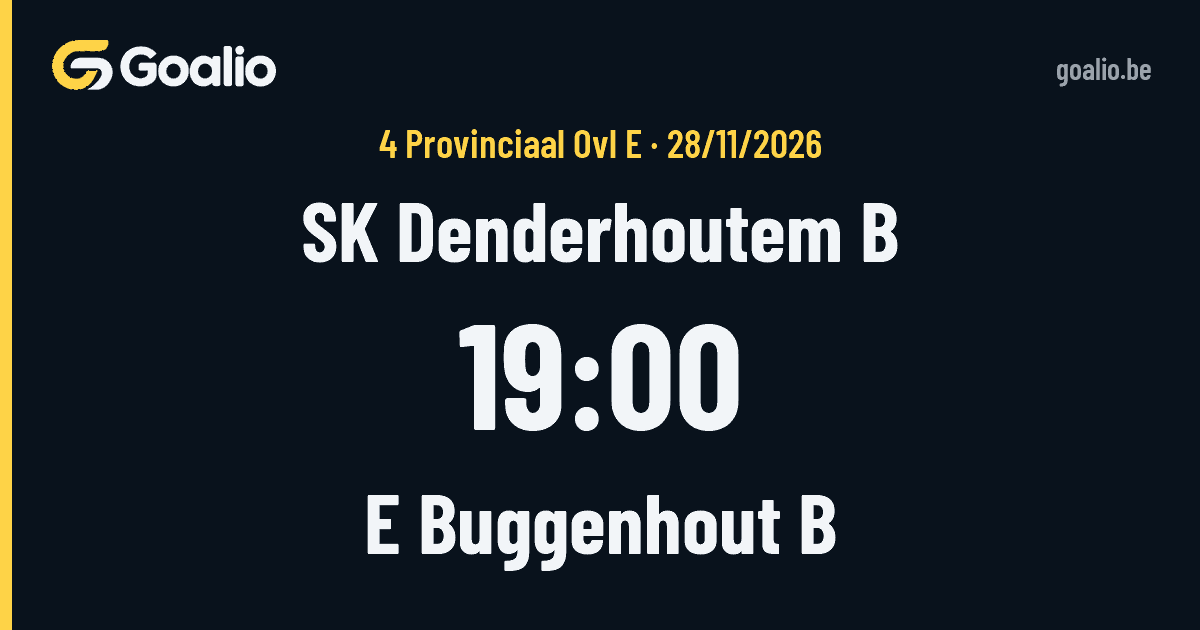 Goalio
goalio.be
4 Provinciaal Ovl E · 28/11/2026
SK Denderhoutem B
19:00
E Buggenhout B